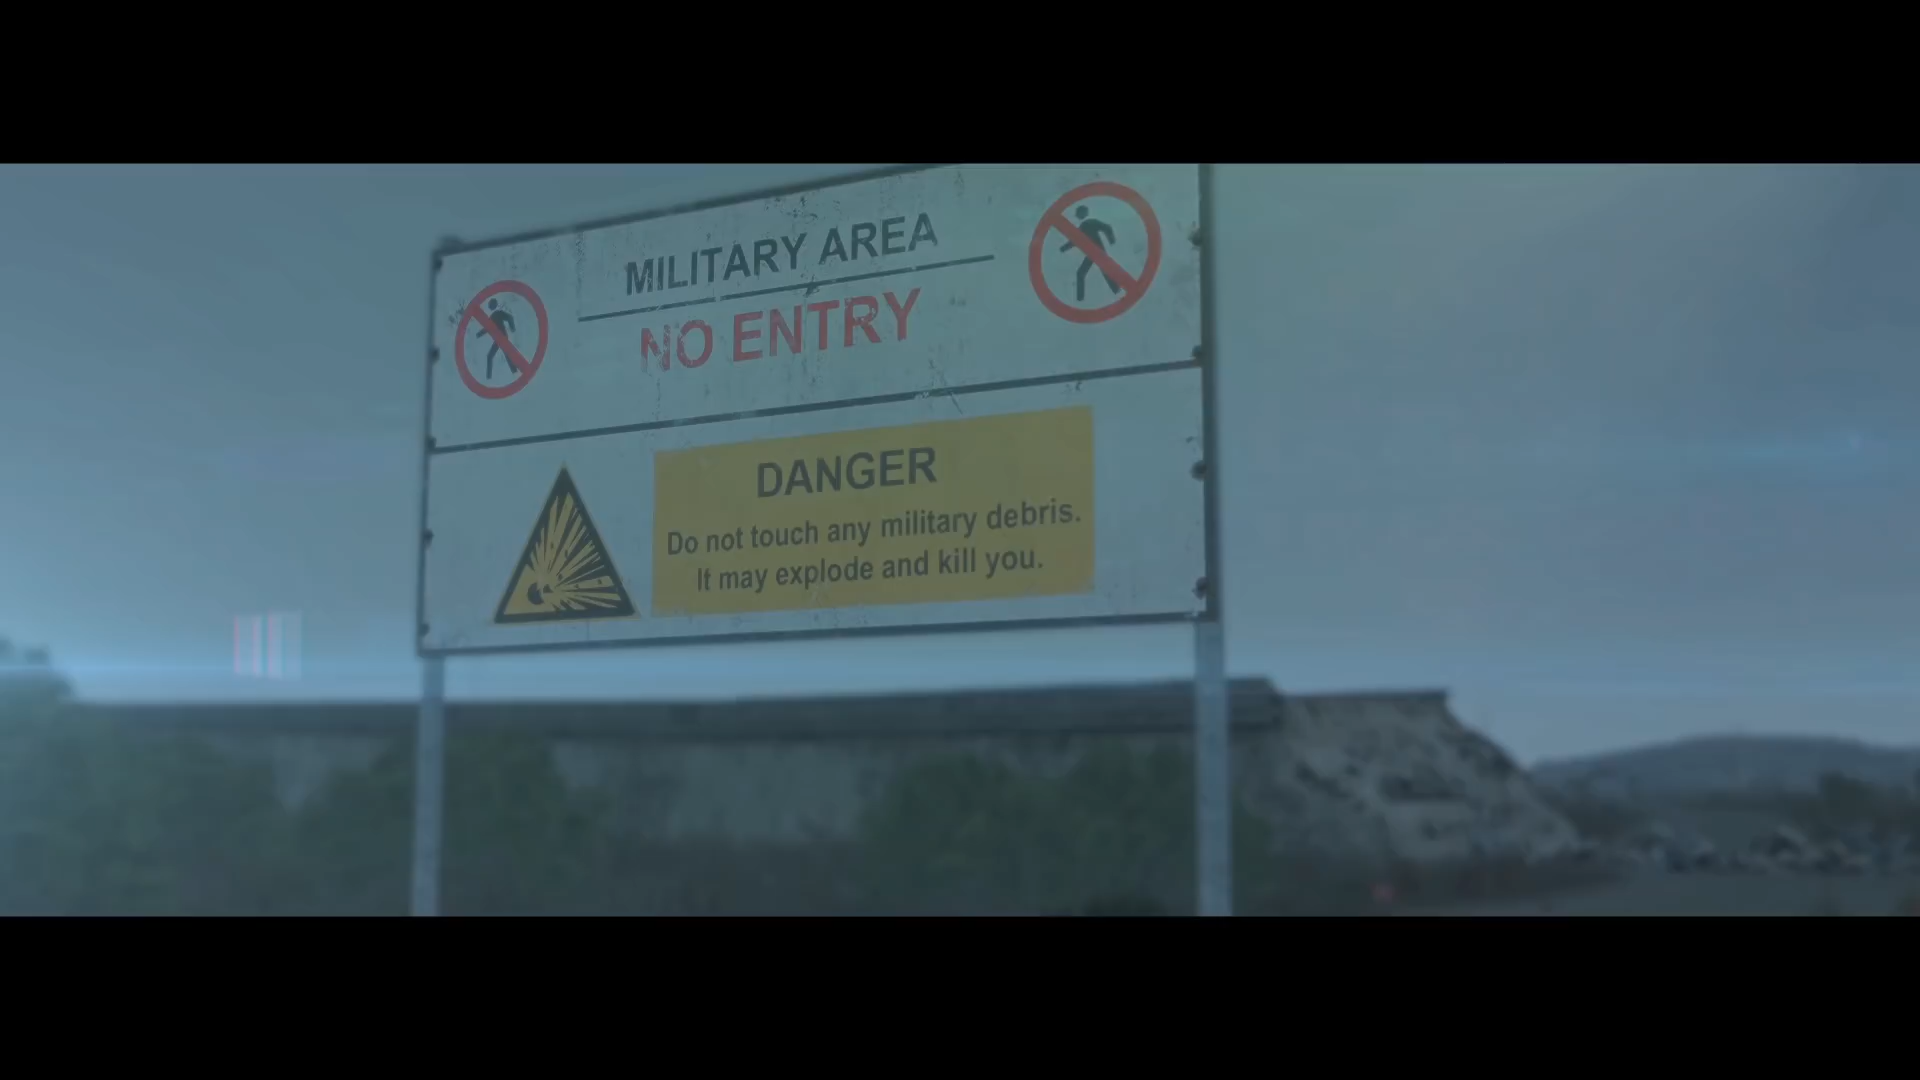 MILITARY AREA
NO ENTRY
DANGER
Do not touch any military debris.
It may explode and kill you.